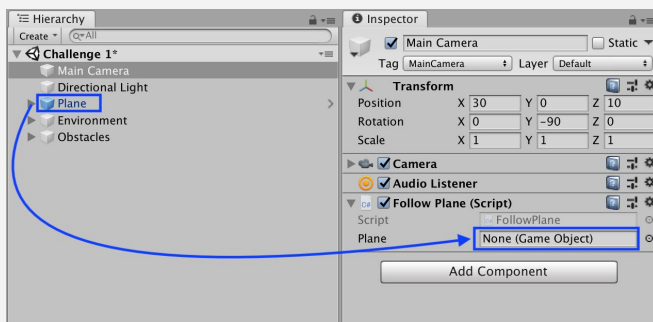 Hierarchy
Create
All
Challenge 1*
Main Camera
Directional Light
Plane
Environment
Obstacles
Inspector
Main Camera Static
Tag MainCamera Layer Default
Transform
Position X 30 Y 0 Z 10
Rotation X 0 Y -90 Z 0
Scale X 1 Y 1 Z 1
Camera
Audio Listener
C# Follow Plane (Script)
Script FollowPlane
Plane None (Game Object)
Add Component